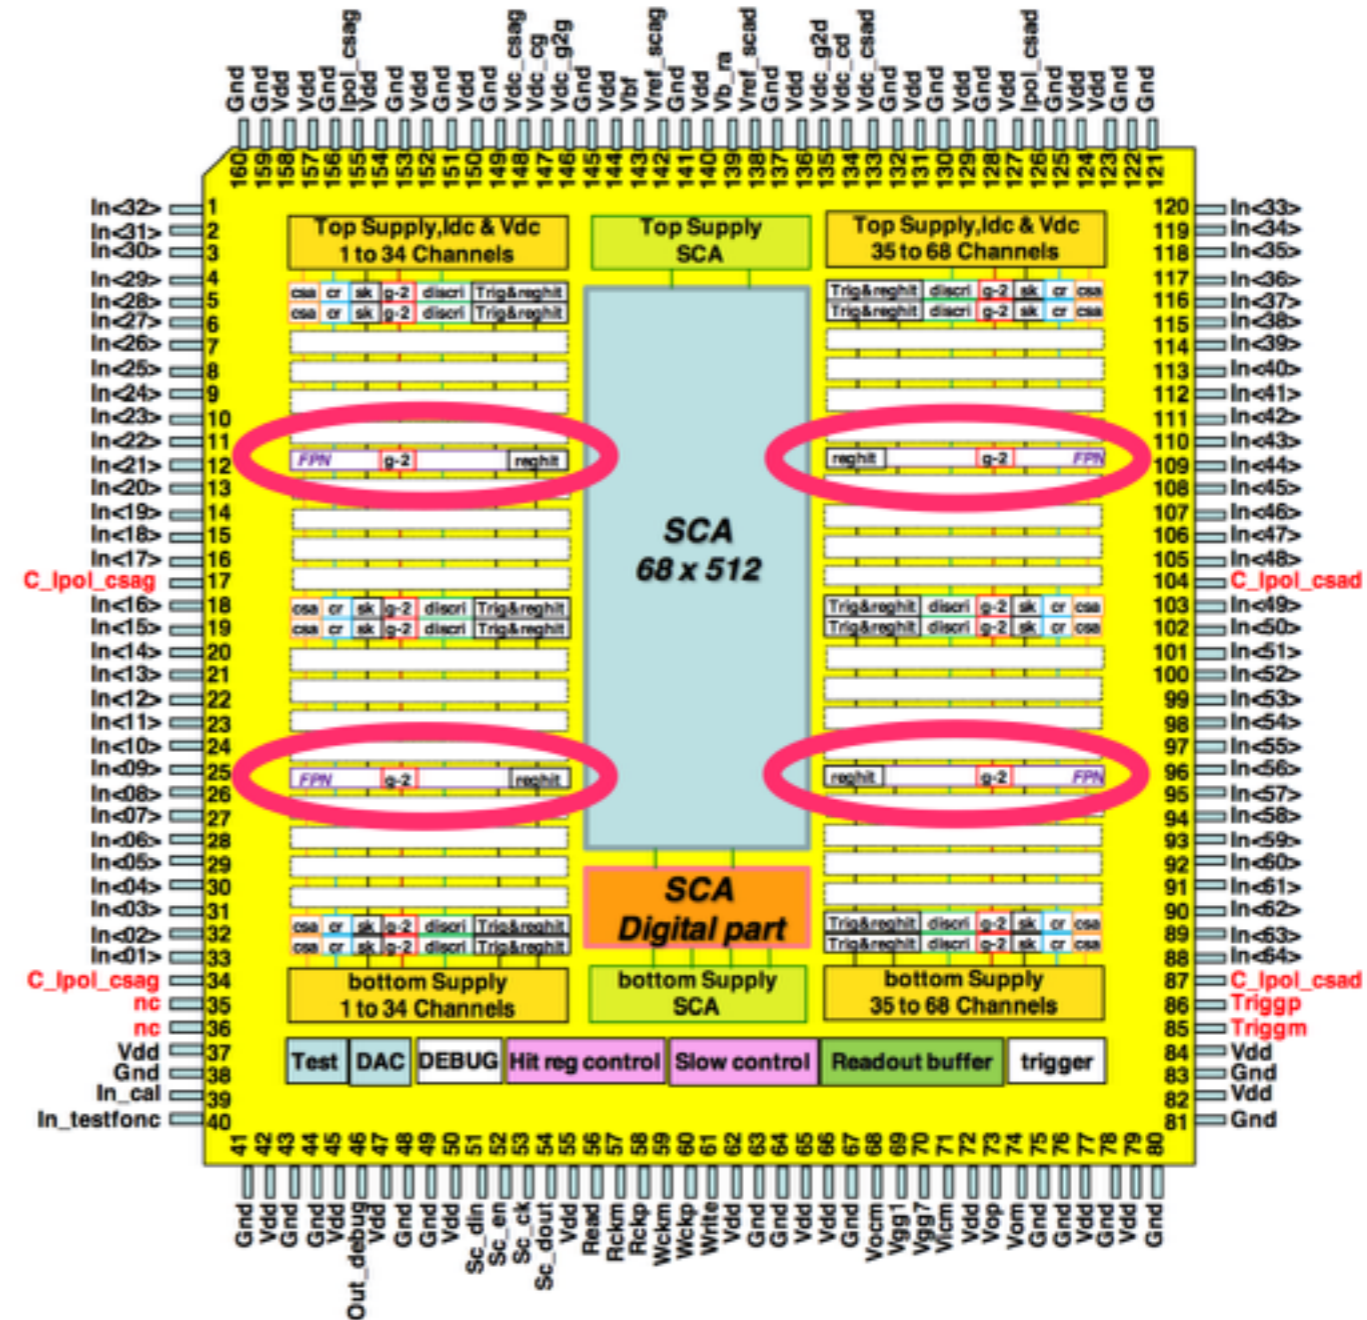 Gnd Gnd Vdd Vdd Gnd Ipol_csag Vdd Gnd Vdd Gnd Vdd Gnd Vdc_csag Vdc_cg Vdc_g2g Gnd Vdd Vbf Vref_scag Gnd Vdd Vb_ra Vref_scad Gnd Vdd Vdc_g2d Vdc_cd Vdc_csad Gnd Vdd Gnd Vdd Gnd Vdd Ipol_csad Gnd Vdd Vdd Gnd Gnd
160 159 158 157 156 155 154 153 152 151 150 149 148 147 146 145 144 143 142 141 140 139 138 137 136 135 134 133 132 131 130 129 128 127 126 125 124 123 122 121
In<32> 1
In<31> 2
In<30> 3
In<29> 4
In<28> 5
In<27> 6
In<26> 7
In<25> 8
In<24> 9
In<23> 10
In<22> 11
In<21> 12
In<20> 13
In<19> 14
In<18> 15
In<17> 16
C_Ipol_csag 17
In<16> 18
In<15> 19
In<14> 20
In<13> 21
In<12> 22
In<11> 23
In<10> 24
In<09> 25
In<08> 26
In<07> 27
In<06> 28
In<05> 29
In<04> 30
In<03> 31
In<02> 32
In<01> 33
C_Ipol_csag 34
nc 35
nc 36
Vdd 37
Gnd 38
In_cal 39
In_testfonc 40
Top Supply,Idc & Vdc
1 to 34 Channels
csa cr sk g-2 discri Trig&reghit
csa cr sk g-2 discri Trig&reghit
FPN g-2 reghit
csa cr sk g-2 discri Trig&reghit
csa cr sk g-2 discri Trig&reghit
FPN g-2 reghit
csa cr sk g-2 discri Trig&reghit
csa cr sk g-2 discri Trig&reghit
bottom Supply
1 to 34 Channels
Top Supply
SCA
SCA
68 x 512
SCA
Digital part
bottom Supply
SCA
Top Supply,Idc & Vdc
35 to 68 Channels
Trig&reghit discri g-2 sk cr csa
Trig&reghit discri g-2 sk cr csa
reghit g-2 FPN
Trig&reghit discri g-2 sk cr csa
Trig&reghit discri g-2 sk cr csa
reghit g-2 FPN
Trig&reghit discri g-2 sk cr csa
Trig&reghit discri g-2 sk cr csa
bottom Supply
35 to 68 Channels
Test DAC DEBUG Hit reg control Slow control Readout buffer trigger
120 In<33>
119 In<34>
118 In<35>
117 In<36>
116 In<37>
115 In<38>
114 In<39>
113 In<40>
112 In<41>
111 In<42>
110 In<43>
109 In<44>
108 In<45>
107 In<46>
106 In<47>
105 In<48>
104 C_Ipol_csad
103 In<49>
102 In<50>
101 In<51>
100 In<52>
99 In<53>
98 In<54>
97 In<55>
96 In<56>
95 In<57>
94 In<58>
93 In<59>
92 In<60>
91 In<61>
90 In<62>
89 In<63>
88 In<64>
87 C_Ipol_csad
86 Triggp
85 Triggm
84 Vdd
83 Gnd
82 Vdd
81 Gnd
41 42 43 44 45 46 47 48 49 50 51 52 53 54 55 56 57 58 59 60 61 62 63 64 65 66 67 68 69 70 71 72 73 74 75 76 77 78 79 80
Gnd Vdd Gnd Gnd Vdd Out_debug Vdd Gnd Gnd Vdd Sc_din Sc_en Sc_ck Sc_dout Vdd Read Rckm Rckp Wckm Wckp Write Vdd Gnd Gnd Vdd Vdd Gnd Vocm Vgg1 Vgg7 Vicm Vdd Vop Vom Gnd Gnd Vdd Gnd Vdd Gnd